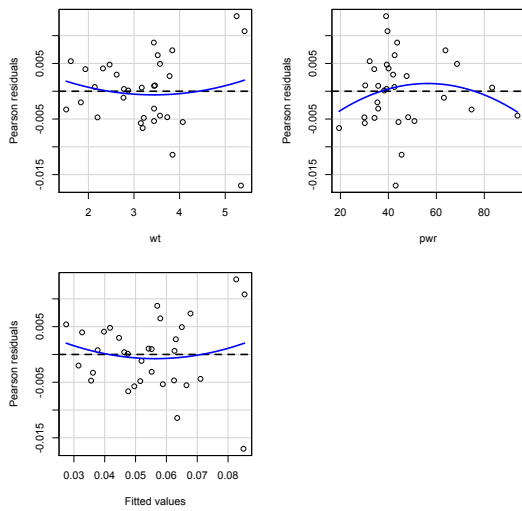 Pearson residuals
0.005
-0.005
-0.015
2 3 4 5
wt
Pearson residuals
0.005
-0.005
-0.015
20 40 60 80
pwr
Pearson residuals
0.005
-0.005
-0.015
0.03 0.04 0.05 0.06 0.07 0.08
Fitted values